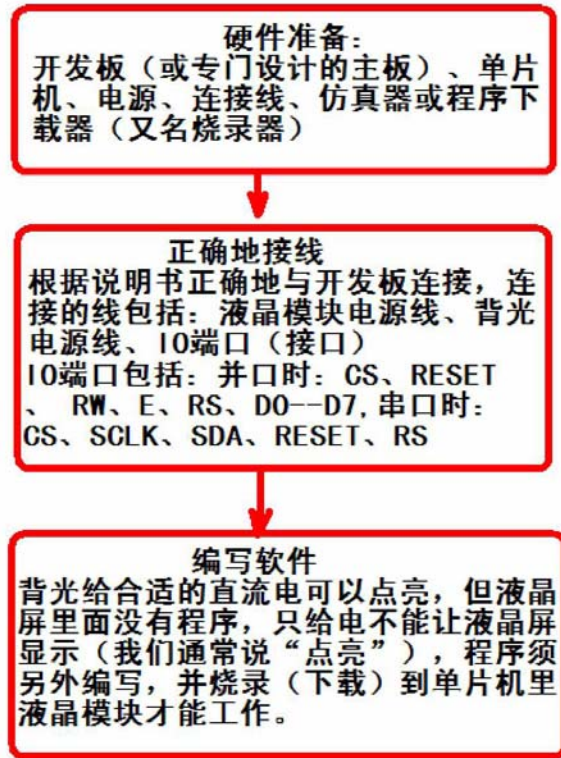 硬件准备：
开发板（或专门设计的主板）、单片
机、电源、连接线、仿真器或程序下
载器（又名烧录器）
正确地接线
根据说明书正确地与开发板连接，连
接的线包括：液晶模块电源线、背光
电源线、IO端口（接口）
IO端口包括：并口时：CS、RESET
、RW、E、RS、D0--D7,串口时：
CS、SCLK、SDA、RESET、RS
编写软件
背光给合适的直流电可以点亮，但液晶
屏里面没有程序，只给电不能让液晶屏
显示（我们通常说“点亮”），程序须
另外编写，并烧录（下载）到单片机里
液晶模块才能工作。